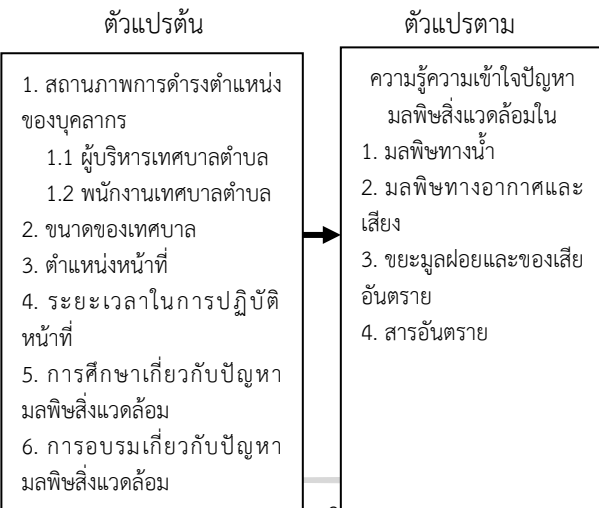 ตัวแปรต้น
1. สถานภาพการดำรงตำแหน่ง
ของบุคลากร
1.1 ผู้บริหารเทศบาลตำบล
1.2 พนักงานเทศบาลตำบล
2. ขนาดของเทศบาล
3. ตำแหน่งหน้าที่
4. ระยะเวลาในการปฏิบัติ
หน้าที่
5. การศึกษาเกี่ยวกับปัญหา
มลพิษสิ่งแวดล้อม
6. การอบรมเกี่ยวกับปัญหา
มลพิษสิ่งแวดล้อม
ตัวแปรตาม
ความรู้ความเข้าใจปัญหา
มลพิษสิ่งแวดล้อมใน
1. มลพิษทางน้ำ
2. มลพิษทางอากาศและ
เสียง
3. ขยะมูลฝอยและของเสีย
อันตราย
4. สารอันตราย